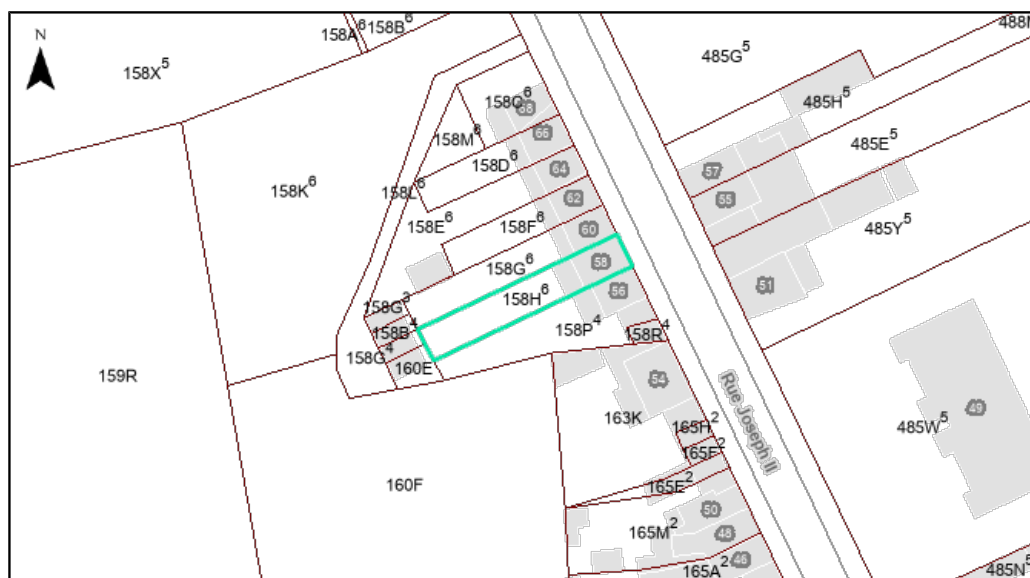 N
158A⁶
158B⁶
488M
158X⁵
485G⁵
158Q⁶
68
485H⁵
158M⁶
66
485E⁵
158D⁶
64
57
158K⁶
158L⁶
62
55
158E⁶
158F⁶
60
485Y⁵
158G⁶
58
158H⁶
56
51
158G³
158B⁴
158P⁴
158R⁴
158G⁴
160E
159R
54
Rue Joseph II
49
163K
165H²
485W⁵
165F²
160F
165E²
50
165M²
48
46
165A²
485N⁵